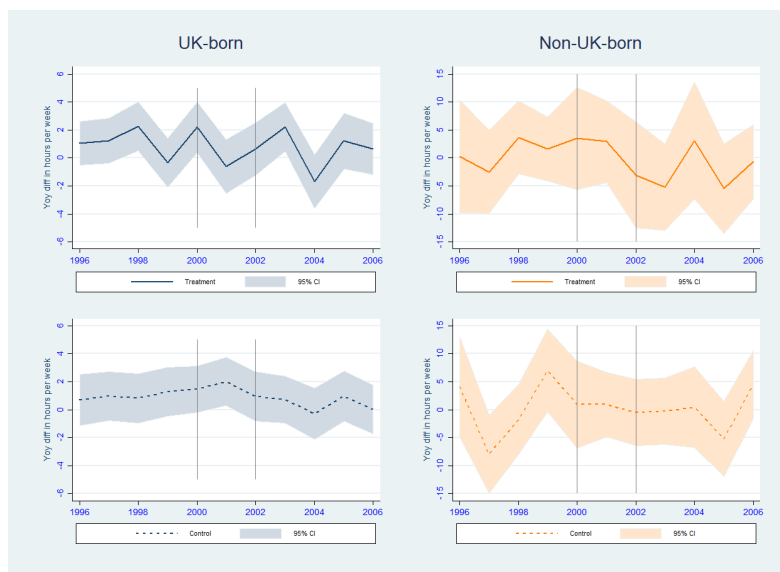 UK-born
Non-UK-born
Yoy diff in hours per week
6
4
2
0
-2
-4
-6
1996 1998 2000 2002 2004 2006
Treatment 95% CI
Yoy diff in hours per week
15
10
5
0
-5
-10
-15
1996 1998 2000 2002 2004 2006
Treatment 95% CI
Yoy diff in hours per week
6
4
2
0
-2
-4
-6
1996 1998 2000 2002 2004 2006
Control 95% CI
Yoy diff in hours per week
15
10
5
0
-5
-10
-15
1996 1998 2000 2002 2004 2006
Control 95% CI